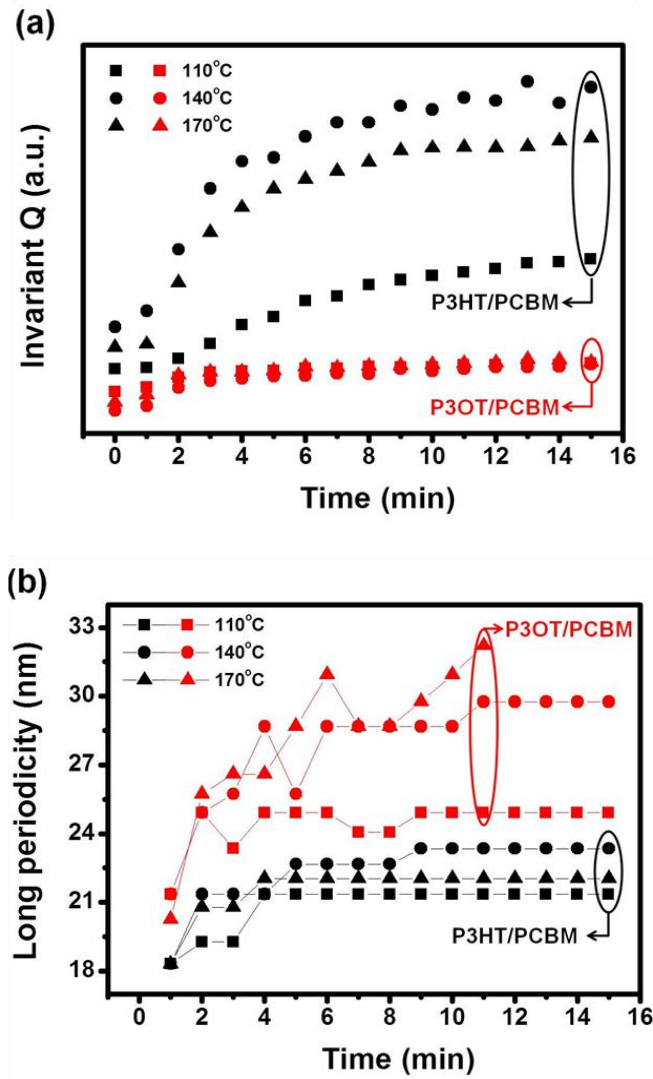 (a)
110°C
140°C
170°C
Invariant Q (a.u.)
P3HT/PCBM
P3OT/PCBM
0 2 4 6 8 10 12 14 16
Time (min)
(b)
33
30
27
24
21
18
110°C
140°C
170°C
P3OT/PCBM
Long periodicity (nm)
P3HT/PCBM
0 2 4 6 8 10 12 14 16
Time (min)